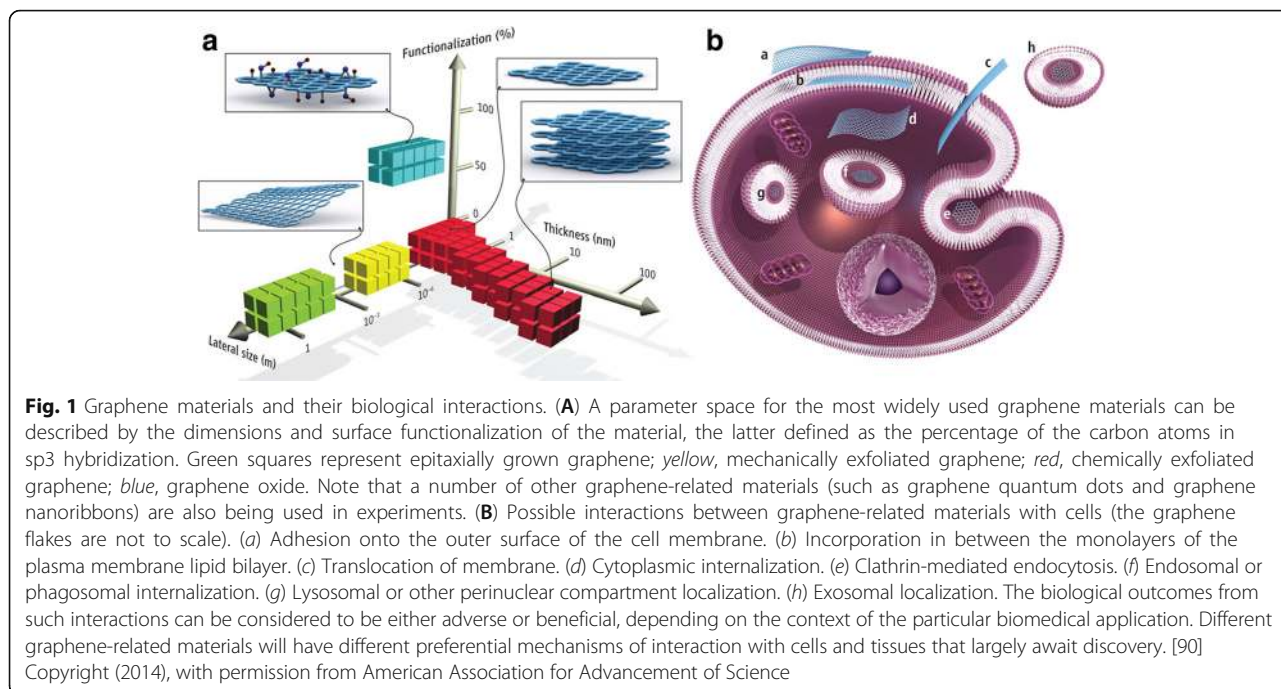 a
Functionalization (%)
100
50
0
Thickness (nm)
1
10
100
10⁻⁶
10⁻³
1
Lateral size (m)
b
a
b
c
d
e
f
g
h
Fig. 1 Graphene materials and their biological interactions. (A) A parameter space for the most widely used graphene materials can be
described by the dimensions and surface functionalization of the material, the latter defined as the percentage of the carbon atoms in
sp3 hybridization. Green squares represent epitaxially grown graphene; yellow, mechanically exfoliated graphene; red, chemically exfoliated
graphene; blue, graphene oxide. Note that a number of other graphene-related materials (such as graphene quantum dots and graphene
nanoribbons) are also being used in experiments. (B) Possible interactions between graphene-related materials with cells (the graphene
flakes are not to scale). (a) Adhesion onto the outer surface of the cell membrane. (b) Incorporation in between the monolayers of the
plasma membrane lipid bilayer. (c) Translocation of membrane. (d) Cytoplasmic internalization. (e) Clathrin-mediated endocytosis. (f) Endosomal or
phagosomal internalization. (g) Lysosomal or other perinuclear compartment localization. (h) Exosomal localization. The biological outcomes from
such interactions can be considered to be either adverse or beneficial, depending on the context of the particular biomedical application. Different
graphene-related materials will have different preferential mechanisms of interaction with cells and tissues that largely await discovery. [90]
Copyright (2014), with permission from American Association for Advancement of Science